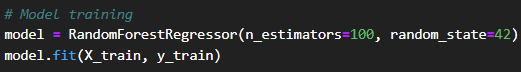 # Model training
model = RandomForestRegressor(n_estimators=100, random_state=42)
model.fit(X_train, y_train)